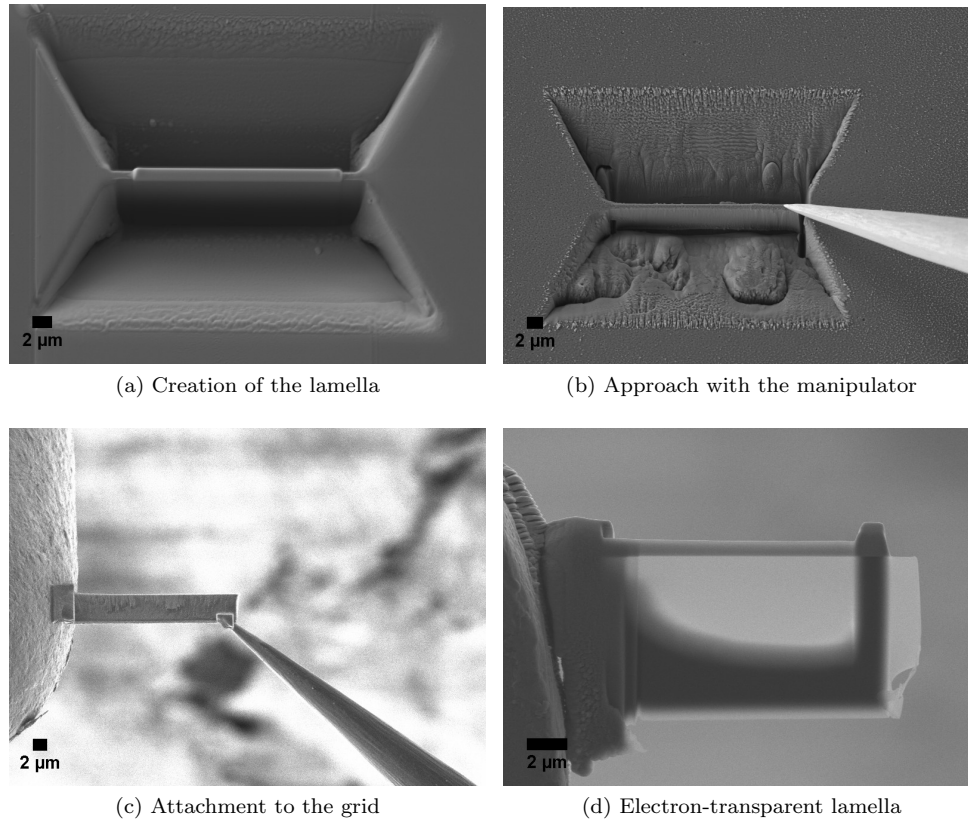 2 µm
2 µm
(a) Creation of the lamella
(b) Approach with the manipulator
2 µm
2 µm
(c) Attachment to the grid
(d) Electron-transparent lamella